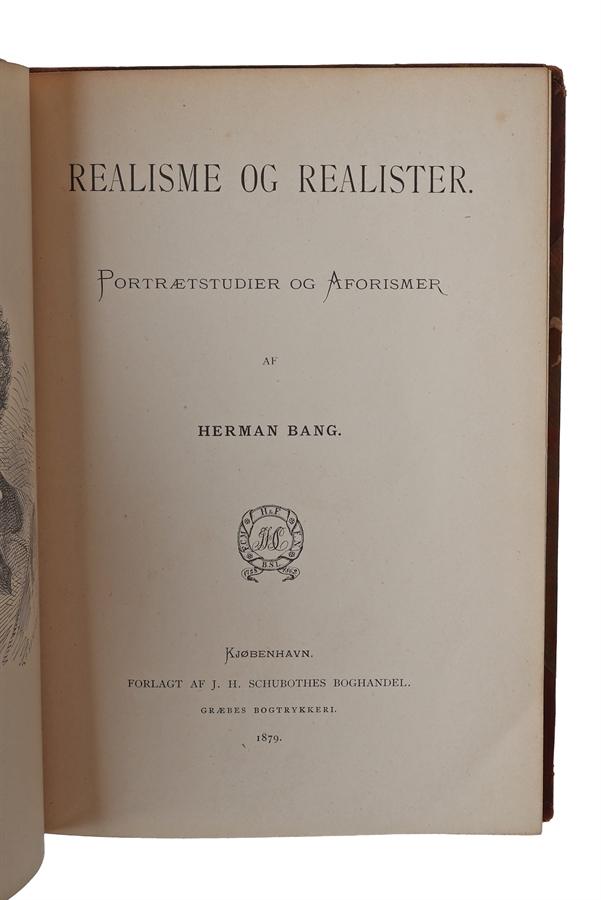 REALISME OG REALISTER.
PORTRÆTSTUDIER OG AFORISMER
AF
HERMAN BANG.
H&F
B.S.I.
KJØBENHAVN.
FORLAGT AF J. H. SCHUBOTHES BOGHANDEL.
GRÆBES BOGTRYKKERI.
1879.